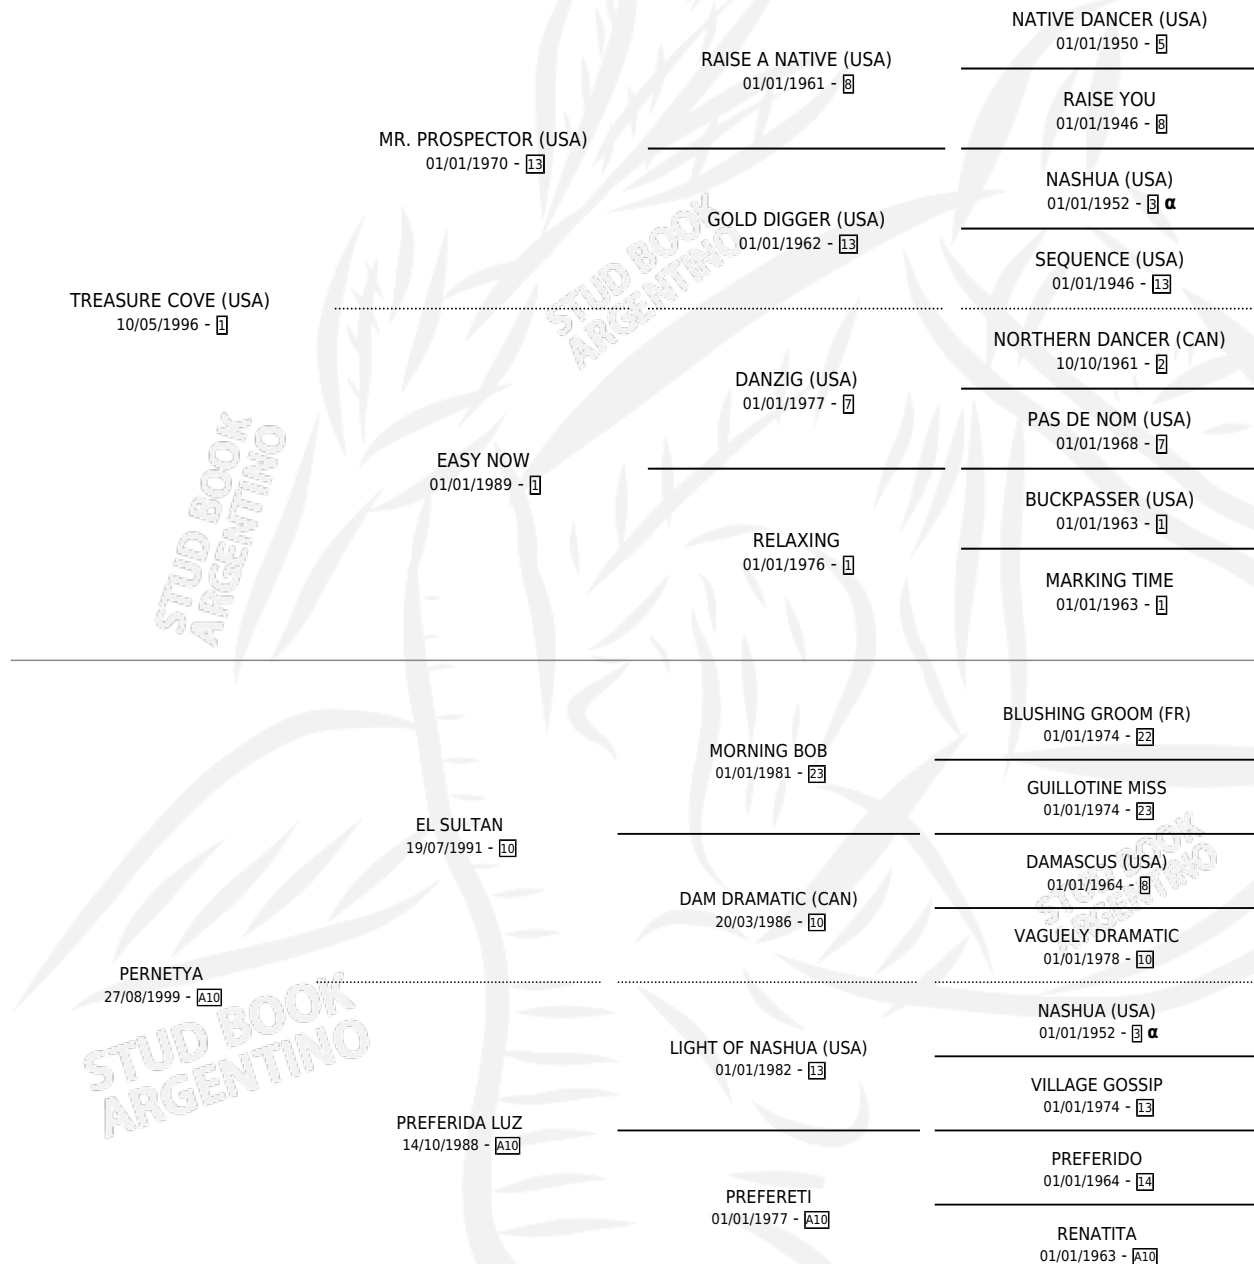 NATIVE DANCER (USA)
01/01/1950 - 5
RAISE A NATIVE (USA)
01/01/1961 - 8
RAISE YOU
01/01/1946 - 8
MR. PROSPECTOR (USA)
01/01/1970 - 13
NASHUA (USA)
01/01/1952 - 3 α
GOLD DIGGER (USA)
01/01/1962 - 13
SEQUENCE (USA)
01/01/1946 - 13
TREASURE COVE (USA)
10/05/1996 - 1
NORTHERN DANCER (CAN)
10/10/1961 - 2
DANZIG (USA)
01/01/1977 - 7
PAS DE NOM (USA)
01/01/1968 - 7
EASY NOW
01/01/1989 - 1
BUCKPASSER (USA)
01/01/1963 - 1
RELAXING
01/01/1976 - 1
MARKING TIME
01/01/1963 - 1
BLUSHING GROOM (FR)
01/01/1974 - 22
MORNING BOB
01/01/1981 - 23
GUILLOTINE MISS
01/01/1974 - 23
EL SULTAN
19/07/1991 - 10
DAMASCUS (USA)
01/01/1964 - 8
DAM DRAMATIC (CAN)
20/03/1986 - 10
VAGUELY DRAMATIC
01/01/1978 - 10
PERNETYA
27/08/1999 - A10
NASHUA (USA)
01/01/1952 - 3 α
LIGHT OF NASHUA (USA)
01/01/1982 - 13
VILLAGE GOSSIP
01/01/1974 - 13
PREFERIDA LUZ
14/10/1988 - A10
PREFERIDO
01/01/1964 - 14
PREFERETI
01/01/1977 - A10
RENATITA
01/01/1963 - A10
STUD BOOK
ARGENTINO
STUD BOOK
ARGENTINO
STUD BOOK
ARGENTINO
STUD BOOK
ARGENTINO